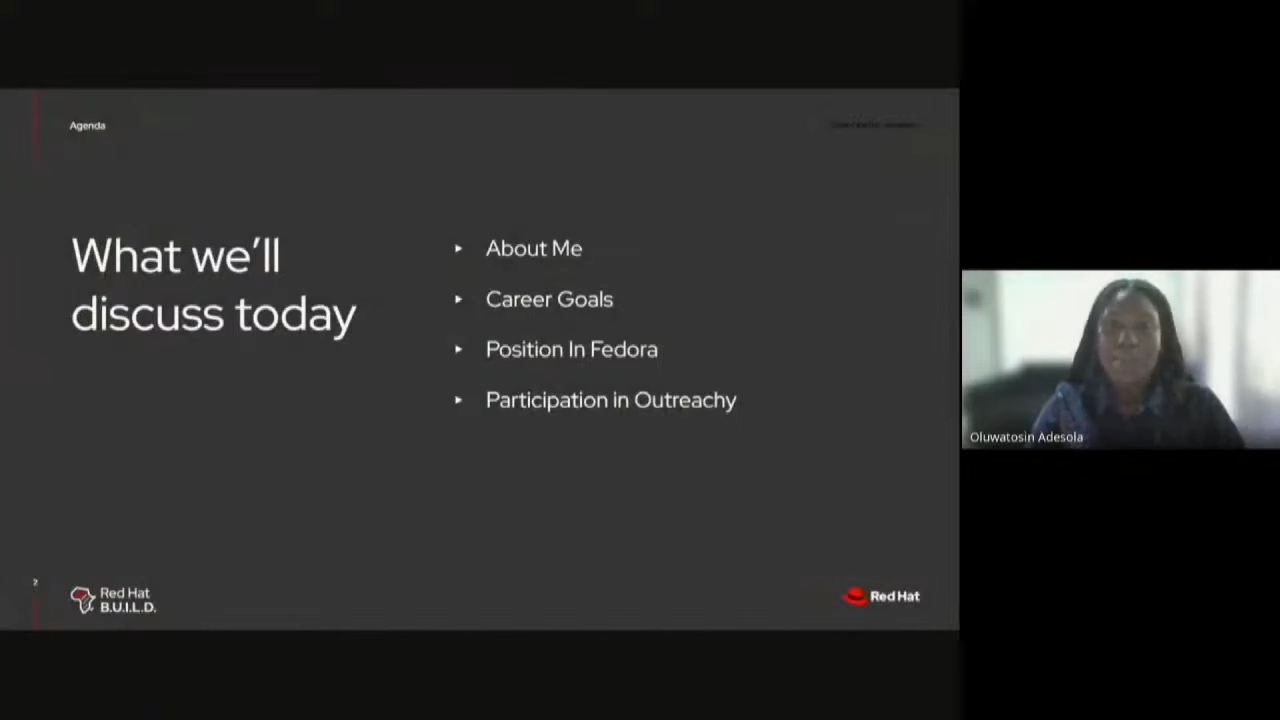 Agenda
What we'll
discuss today
▸ About Me
▸ Career Goals
▸ Position In Fedora
▸ Participation in Outreachy
Oluwatosin Adesola
2
Red Hat
B.U.I.L.D.
Red Hat